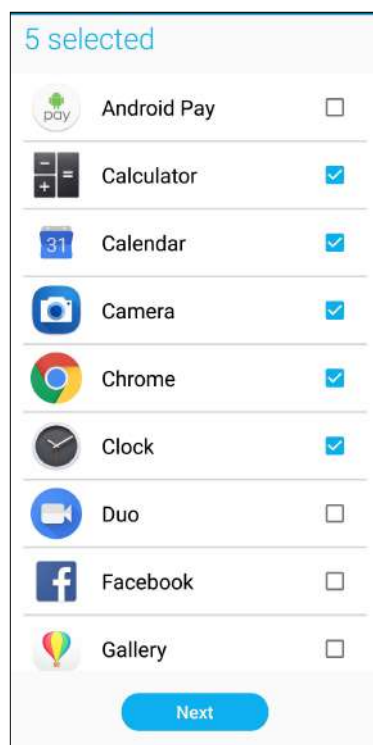 5 selected
pay
Android Pay
Calculator
31
Calendar
Camera
Chrome
Clock
Duo
Facebook
Gallery
Next